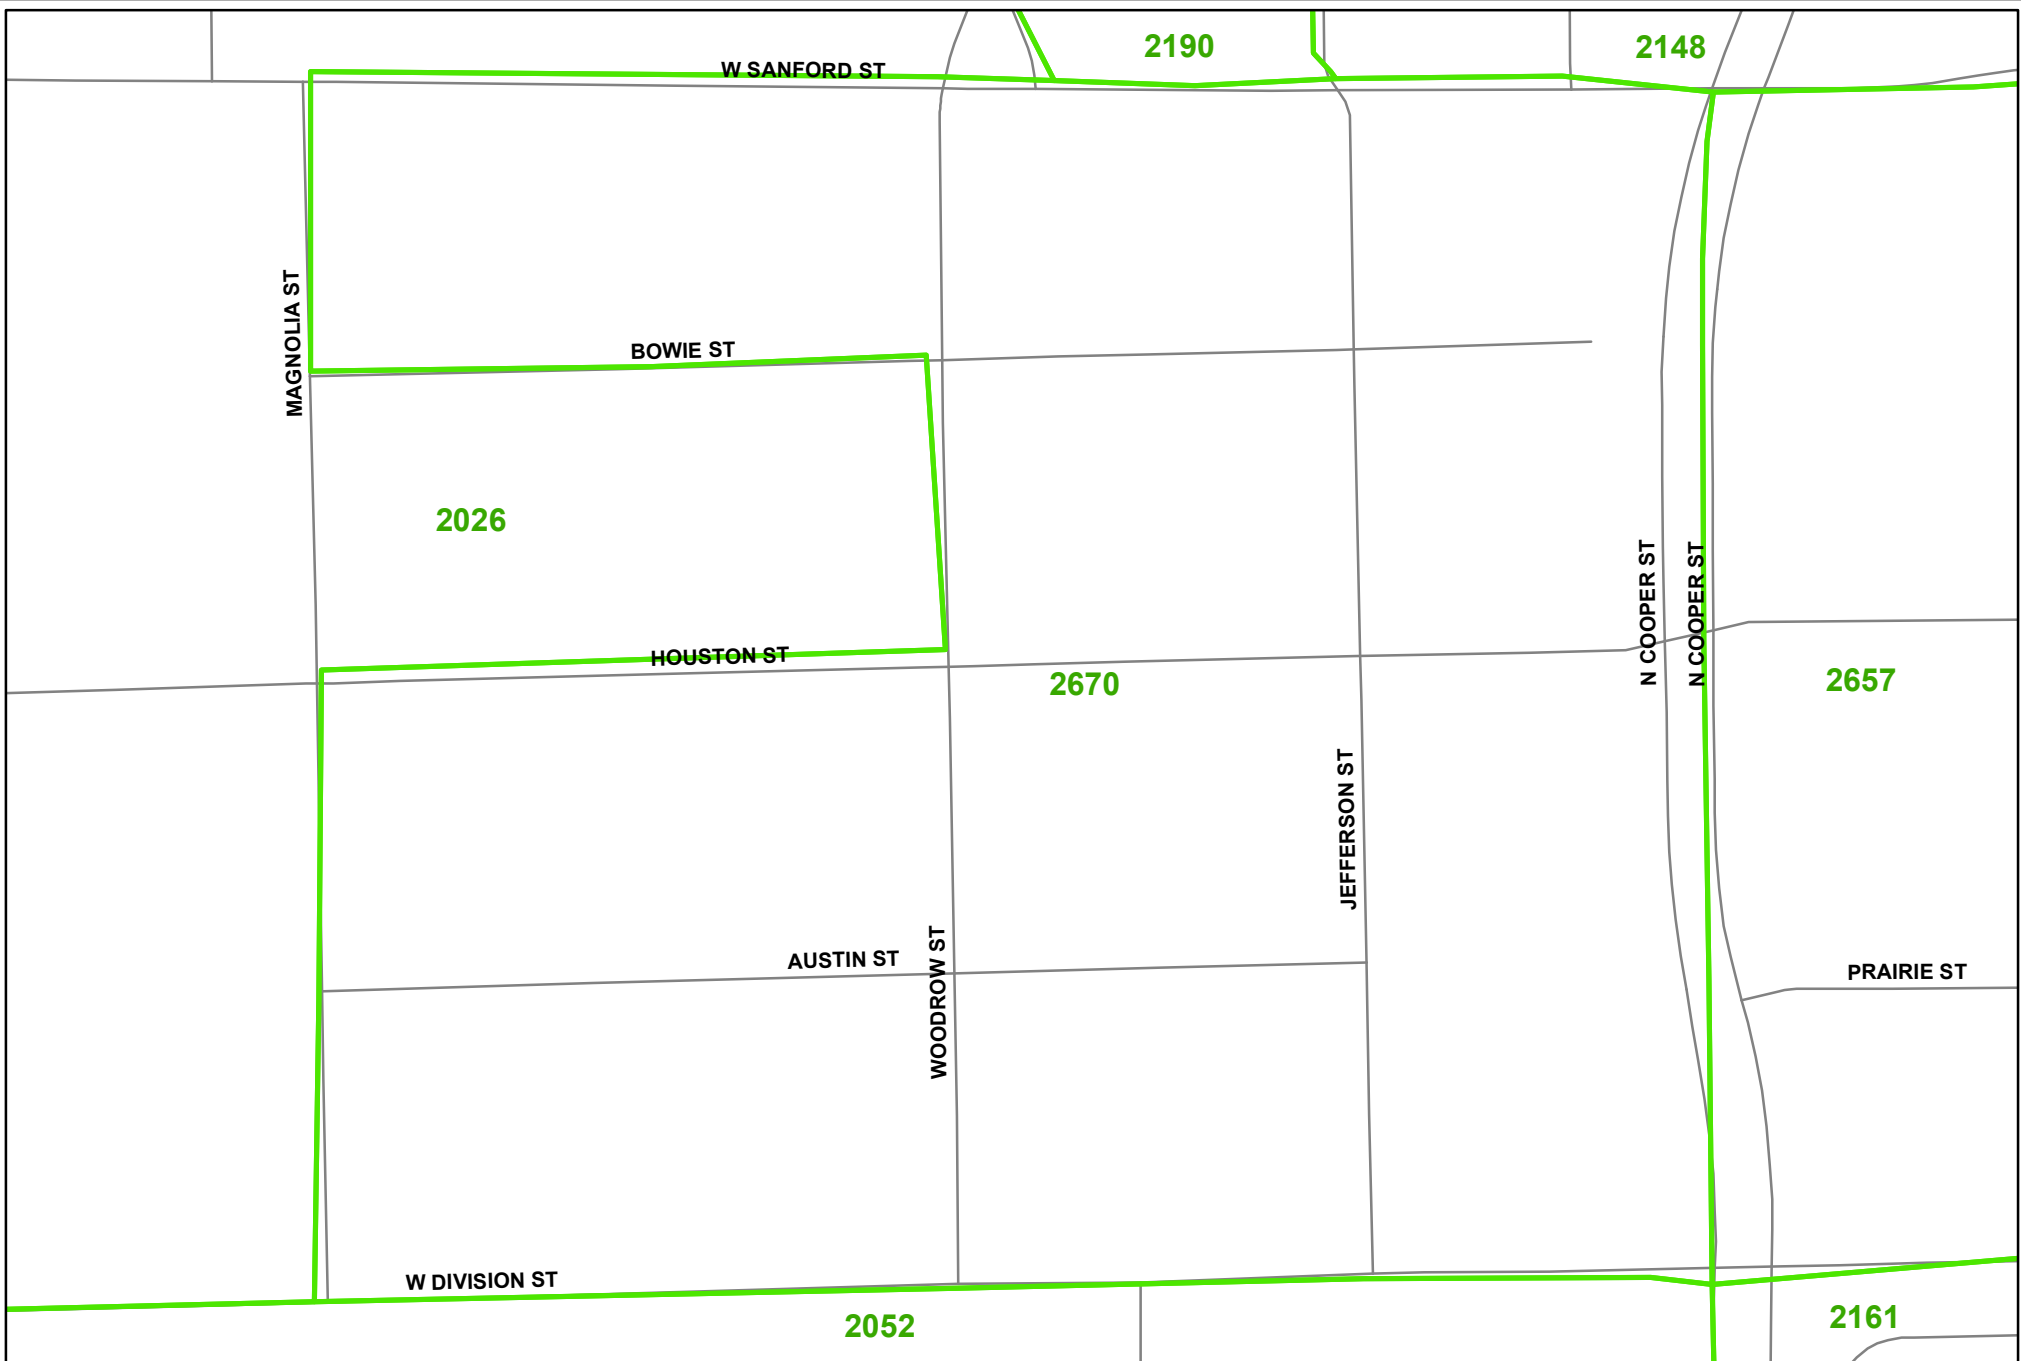 2190
2148
W SANFORD ST
MAGNOLIA ST
BOWIE ST
2026
N COOPER ST
N COOPER ST
HOUSTON ST
2670
2657
JEFFERSON ST
WOODROW ST
AUSTIN ST
PRAIRIE ST
W DIVISION ST
2052
2161